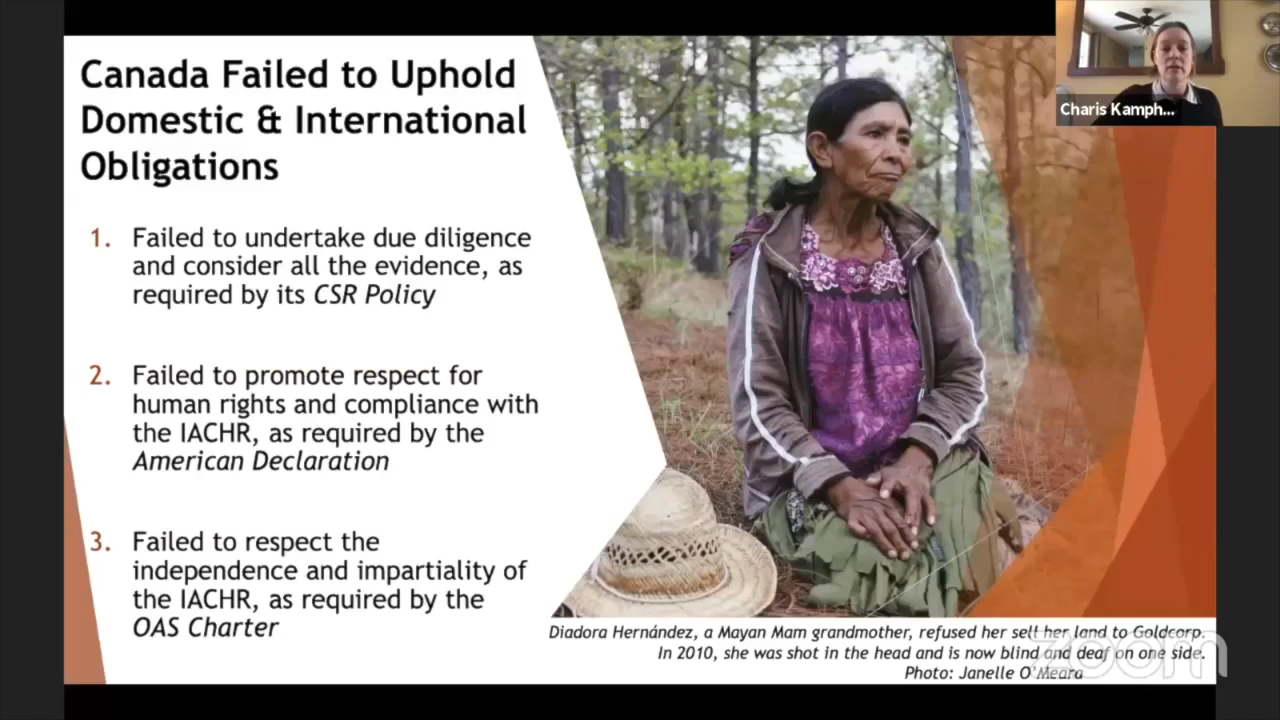 Canada Failed to Uphold
Domestic & International
Obligations
1. Failed to undertake due diligence
and consider all the evidence, as
required by its CSR Policy
2. Failed to promote respect for
human rights and compliance with
the IACHR, as required by the
American Declaration
3. Failed to respect the
independence and impartiality of
the IACHR, as required by the
OAS Charter
Charis Kamph...
Diadora Hernández, a Mayan Mam grandmother, refused her sell her land to Goldcorp.
In 2010, she was shot in the head and is now blind and deaf on one side.
Photo: Janelle O'Meara
zoom